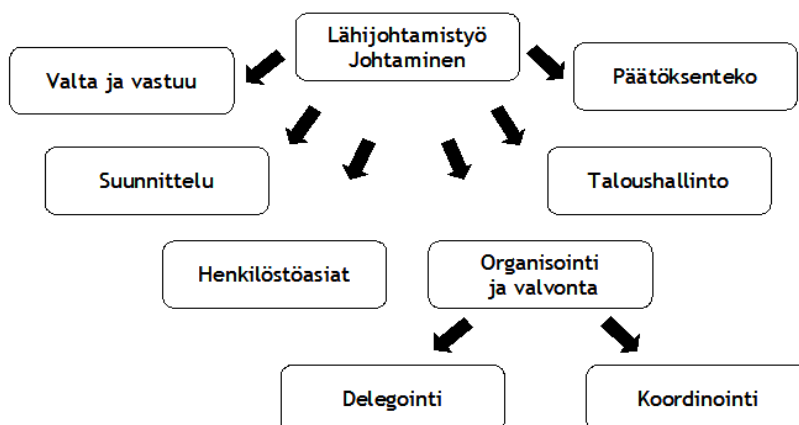 Lähijohtamistyö
Johtaminen
Valta ja vastuu
Päätöksenteko
Suunnittelu
Taloushallinto
Henkilöstöasiat
Organisointi
ja valvonta
Delegointi
Koordinointi